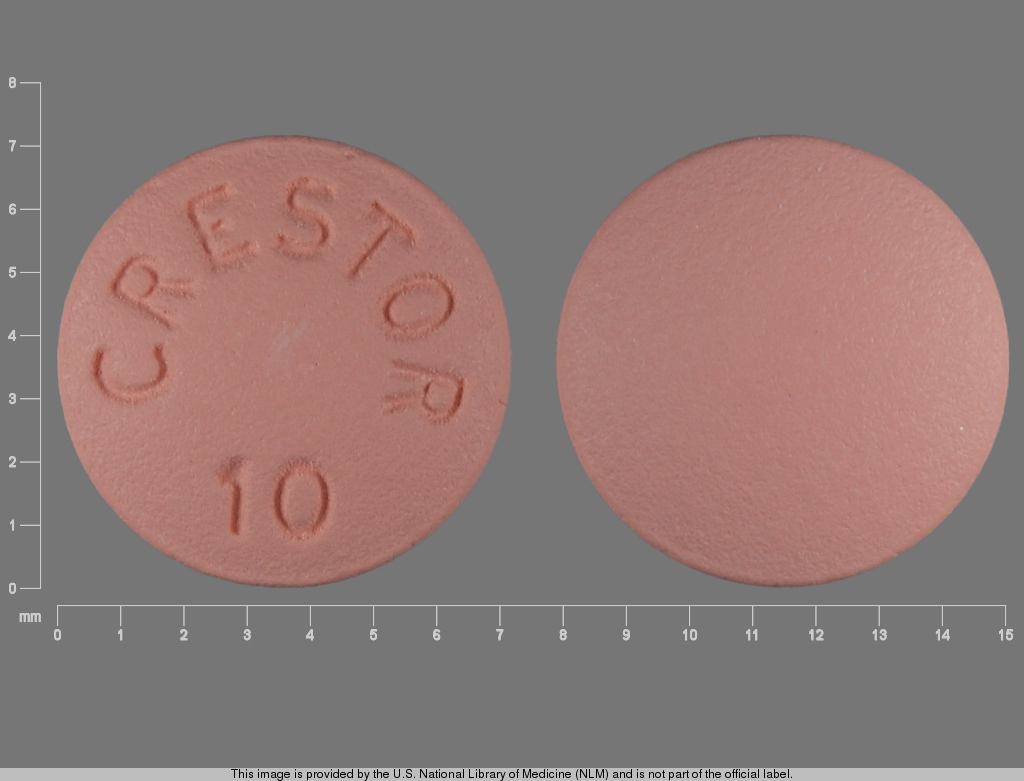 8
7
6
5
4
3
2
1
0
mm
CRESTOR
10
0 1 2 3 4 5 6 7 8 9 10 11 12 13 14 15
This image is provided by the U.S. National Library of Medicine (NLM) and is not part of the official label.